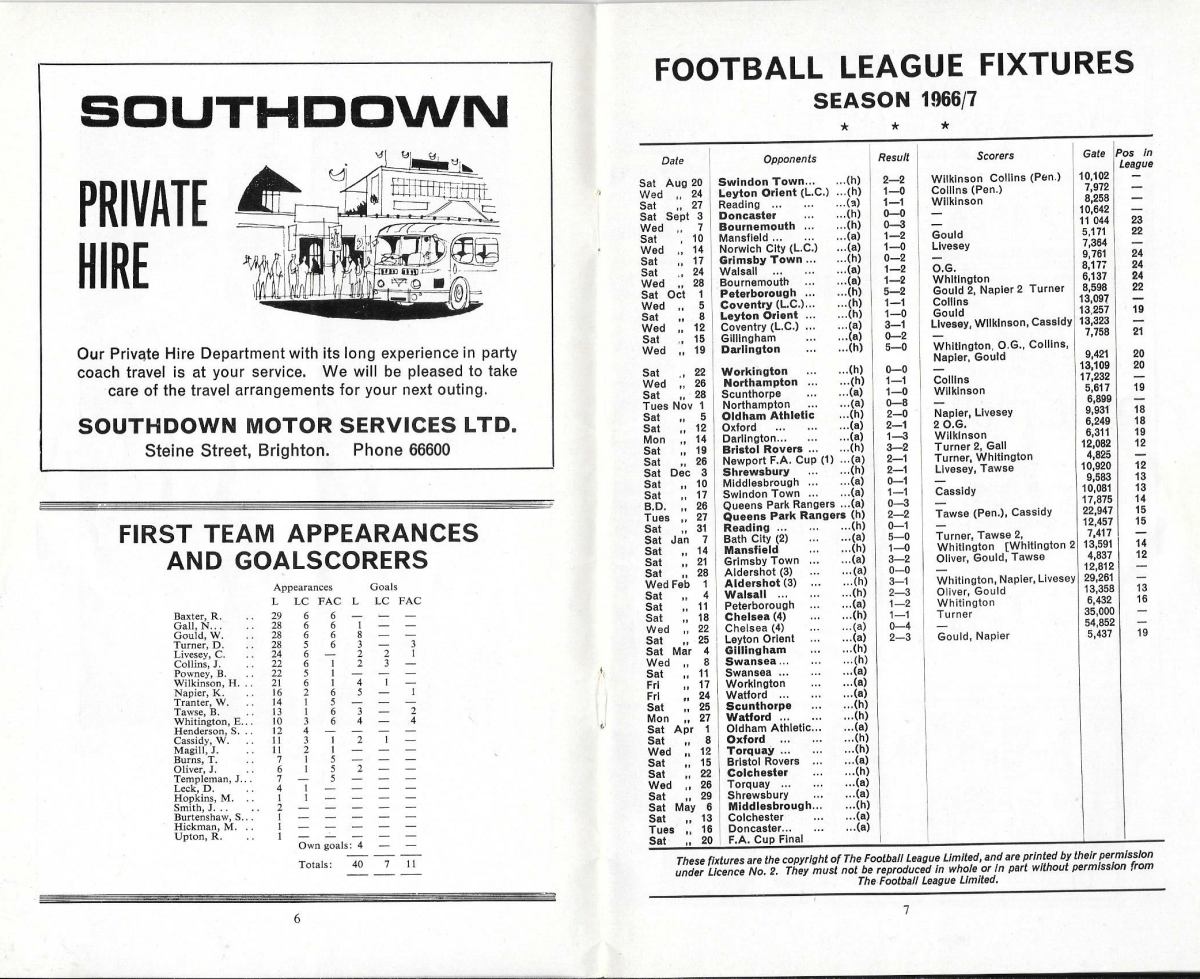 SOUTHDOWN
PRIVATE
HIRE
Our Private Hire Department with its long experience in party
coach travel is at your service. We will be pleased to take
care of the travel arrangements for your next outing.
SOUTHDOWN MOTOR SERVICES LTD.
Steine Street, Brighton. Phone 66600
FIRST TEAM APPEARANCES
AND GOALSCORERS
Appearances Goals
L LC FAC L LC FAC
Baxter, R. .. 29 6 6 — — —
Gall, N... .. 28 6 6 1 — —
Gould, W. .. 28 6 6 8 — —
Turner, D. .. 28 5 6 3 — 3
Livesey, C. .. 24 6 — 2 2 1
Collins, J. .. 22 6 1 2 3 —
Powney, B. .. 22 5 1 — — —
Wilkinson, H. .. 21 6 1 4 1 —
Napier, K. .. 16 2 6 5 — 1
Tranter, W. .. 14 1 5 — — —
Tawse, B. .. 13 1 6 3 — 2
Whitington, E... 10 3 6 4 — 4
Henderson, S. .. 12 4 — — — —
Cassidy, W. .. 11 3 1 2 1 —
Magill, J. .. 11 2 1 — — —
Burns, T. .. 7 1 5 — — —
Oliver, J. .. 6 1 5 2 — —
Templeman, J... 7 — 5 — — —
Leck, D. .. 4 1 — — — —
Hopkins, M. .. 1 1 — — — —
Smith, J. .. .. 2 — — — — —
Burtenshaw, S... 1 — — — — —
Hickman, M. .. 1 — — — — —
Upton, R. .. 1 — — — — —
Own goals: 4 — —
Totals: 40 7 11
6
FOOTBALL LEAGUE FIXTURES
SEASON 1966/7
* * *
Date Opponents Result Scorers Gate Pos in League
Sat Aug 20 Swindon Town... ...(h) 2—2 Wilkinson Collins (Pen.) 10,102 —
Wed ,, 24 Leyton Orient (L.C.) (h) 1—0 Collins (Pen.) 7,972 —
Sat ,, 27 Reading ... ... ...(a) 1—1 Wilkinson 8,258 —
Sat Sept 3 Doncaster ... ...(h) 0—0 — 10,642 —
Wed ,, 7 Bournemouth ... ...(h) 0—3 — 11 044 23
Sat ,, 10 Mansfield ... ... ...(a) 1—2 Gould 5,171 22
Wed ,, 14 Norwich City (L.C.) ...(a) 1—0 Livesey 7,364 —
Sat ,, 17 Grimsby Town ... ...(h) 0—2 — 9,761 24
Sat ,, 24 Walsall ... ... ...(a) 1—2 O.G. 8,177 24
Wed ,, 28 Bournemouth ... ...(a) 1—2 Whitington 6,137 24
Sat Oct 1 Peterborough ... ...(h) 5—2 Gould 2, Napier 2 Turner 8,598 22
Wed ,, 5 Coventry (L.C.)... ...(h) 1—1 Collins 13,097 —
Sat ,, 8 Leyton Orient ... ...(h) 1—0 Gould 13,257 19
Wed ,, 12 Coventry (L.C.) ... ...(a) 3—1 Livesey, Wilkinson, Cassidy 13,323 —
Sat ,, 15 Gillingham ... ...(a) 0—2 7,758 21
Wed ,, 19 Darlington ... ...(h) 5—0 Whitington, O.G., Collins,
Napier, Gould 9,421 20
Sat ,, 22 Workington ... ...(h) 0—0 — 13,109 20
Wed ,, 26 Northampton ... ...(h) 1—1 Collins 17,232 —
Sat ,, 28 Scunthorpe ... ...(a) 1—0 Wilkinson 5,617 19
Tues Nov 1 Northampton ... ...(a) 0—8 — 6,899 —
Sat ,, 5 Oldham Athletic ...(h) 2—0 Napier, Livesey 9,931 18
Sat ,, 12 Oxford ... ... ...(a) 2—1 2 O.G. 6,249 18
Mon ,, 14 Darlington... ... ...(a) 1—3 Wilkinson 6,311 19
Sat ,, 19 Bristol Rovers ... ...(h) 3—2 Turner 2, Gall 12,082 12
Sat ,, 26 Newport F.A. Cup (1) ...(a) 2—1 Turner, Whitington 4,825 —
Sat Dec 3 Shrewsbury ... ...(h) 2—1 Livesey, Tawse 10,920 12
Sat ,, 10 Middlesbrough ... ...(a) 0—1 — 9,583 13
Sat ,, 17 Swindon Town ... ...(a) 1—1 Cassidy 10,081 13
B.D. ,, 26 Queens Park Rangers ...(a) 0—3 — 17,875 14
Tues ,, 27 Queens Park Rangers (h) 2—2 Tawse (Pen.), Cassidy 22,947 15
Sat ,, 31 Reading ... ... ...(h) 0—1 — 12,457 15
Sat Jan 7 Bath City (2) ... ...(a) 5—0 Turner, Tawse 2, 7,417 —
Sat ,, 14 Mansfield ... ...(h) 1—0 Whitington [Whitington 2 13,591 14
Sat ,, 21 Grimsby Town ... ...(a) 3—2 Oliver, Gould, Tawse 4,837 12
Sat ,, 28 Aldershot (3) ... ...(a) 0—0 — 12,812 —
Wed Feb 1 Aldershot (3) ... ...(h) 3—1 Whitington, Napier, Livesey 29,261 —
Sat ,, 4 Walsall ... ... ...(h) 2—3 Oliver, Gould 13,358 13
Sat ,, 11 Peterborough ... ...(a) 1—2 Whitington 6,432 16
Sat ,, 18 Chelsea (4) ... ...(h) 1—1 Turner 35,000 —
Wed ,, 22 Chelsea (4) ... ...(a) 0—4 — 54,852 —
Sat ,, 25 Leyton Orient ... ...(a) 2—3 Gould, Napier 5,437 19
Sat Mar 4 Gillingham ... ...(h)
Wed ,, 8 Swansea... ... ...(h)
Sat ,, 11 Swansea ... ... ...(a)
Fri ,, 17 Workington ... ...(a)
Fri ,, 24 Watford ... ... ...(a)
Sat ,, 25 Scunthorpe ... ...(h)
Mon ,, 27 Watford ... ... ...(h)
Sat Apr 1 Oldham Athletic... ...(a)
Sat ,, 8 Oxford ... ... ...(h)
Wed ,, 12 Torquay ... ... ...(h)
Sat ,, 15 Bristol Rovers ... ...(a)
Sat ,, 22 Colchester ... ...(h)
Wed ,, 26 Torquay ... ... ...(a)
Sat ,, 29 Shrewsbury ... ...(a)
Sat May 6 Middlesbrough... ...(h)
Sat ,, 13 Colchester ... ...(a)
Tues ,, 16 Doncaster... ... ...(a)
Sat ,, 20 F.A. Cup Final
These fixtures are the copyright of The Football League Limited, and are printed by their permission
under Licence No. 2. They must not be reproduced in whole or in part without permission from
The Football League Limited.
7